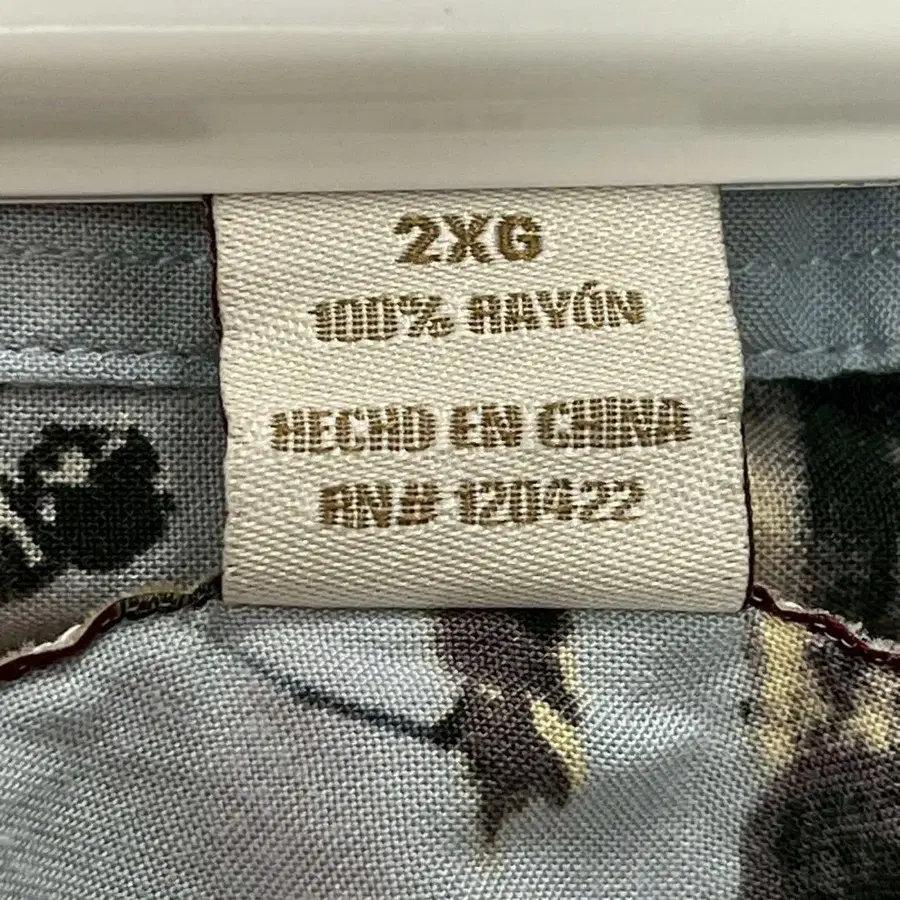 2XG
100% RAYÓN
HECHO EN CHINA
RN# 120422